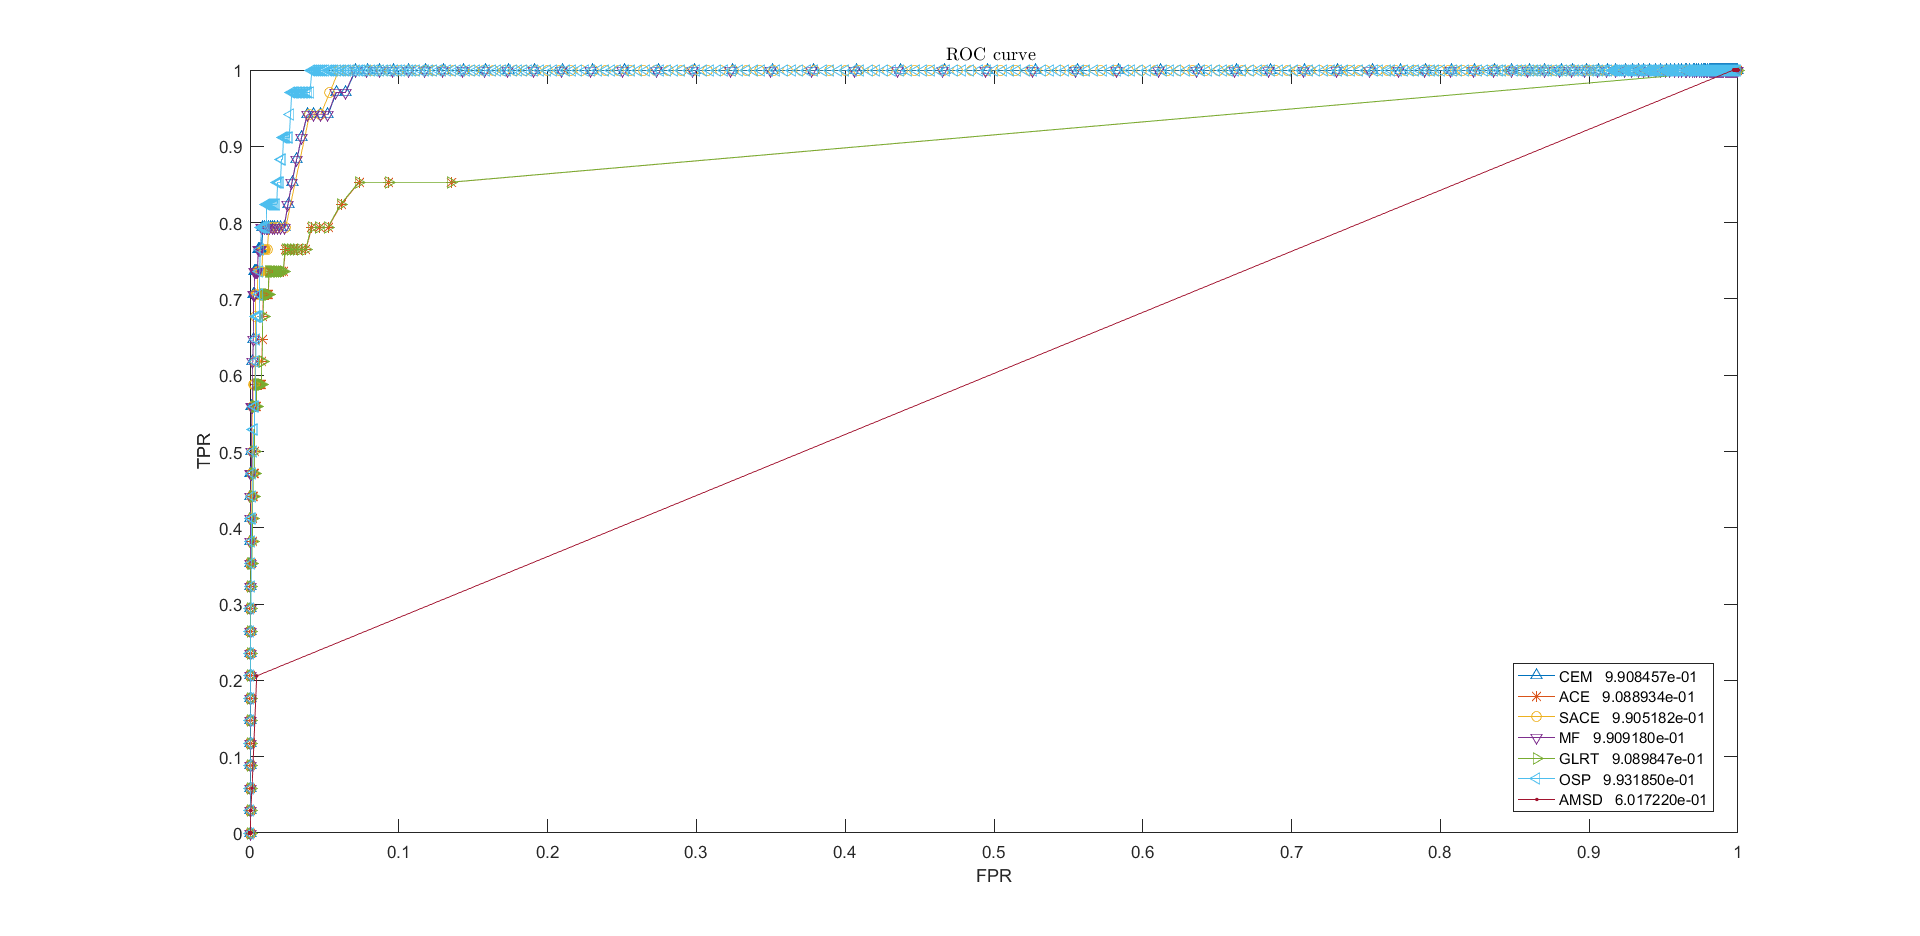 ROC curve
1
0.9
0.8
0.7
0.6
0.5
0.4
0.3
0.2
0.1
0
TPR
CEM 9.908457e-01
ACE 9.088934e-01
SACE 9.905182e-01
MF 9.909180e-01
GLRT 9.089847e-01
OSP 9.931850e-01
AMSD 6.017220e-01
0 0.1 0.2 0.3 0.4 0.5 0.6 0.7 0.8 0.9 1
FPR